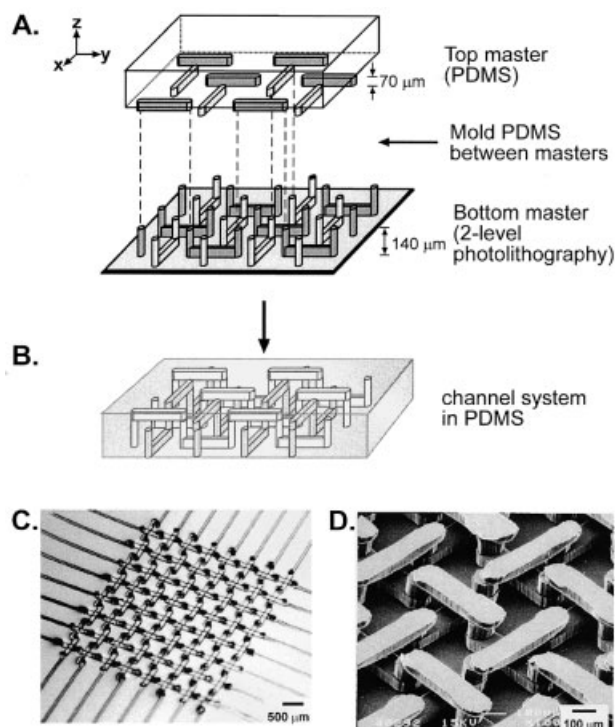 A.
z
x
y
Top master
(PDMS)
70 μm
Mold PDMS
between masters
Bottom master
(2-level
photolithography)
140 μm
B.
channel system
in PDMS
C.
500 μm
D.
15KV
100 μm